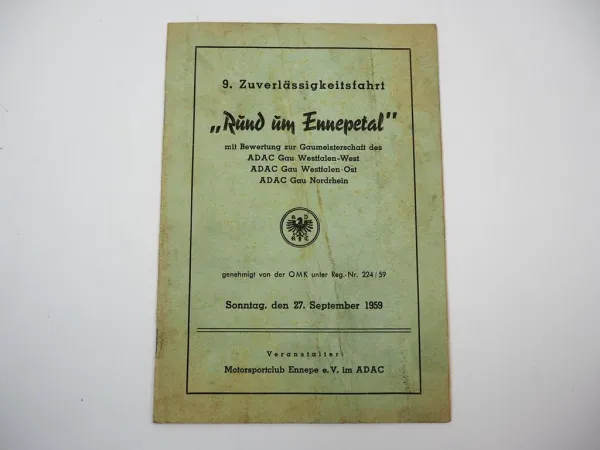 9. Zuverlässigkeitsfahrt
„Rund um Ennepetal"
mit Bewertung zur Gaumeisterschaft des
ADAC Gau Westfalen-West
ADAC Gau Westfalen-Ost
ADAC Gau Nordrhein
AD
AC
genehmigt von der OMK unter Reg.-Nr. 224/59
Sonntag, den 27. September 1959
Veranstalter:
Motorsportclub Ennepe e.V. im ADAC